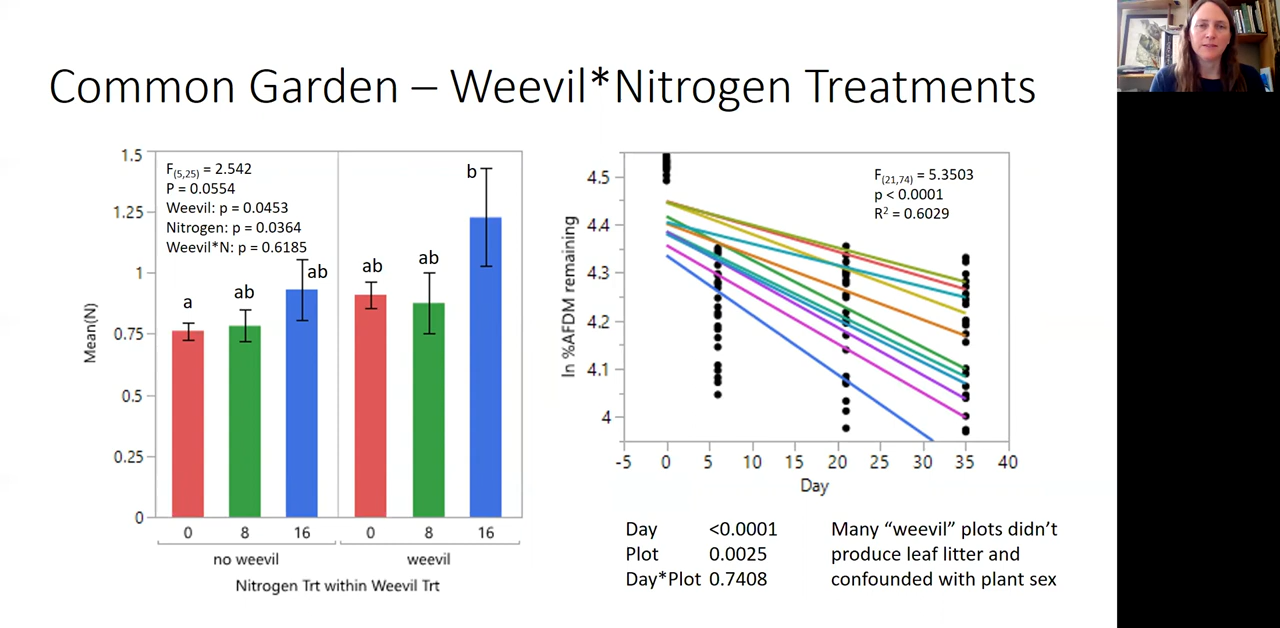 Common Garden – Weevil*Nitrogen Treatments
F(5,25) = 2.542
P = 0.0554
Weevil: p = 0.0453
Nitrogen: p = 0.0364
Weevil*N: p = 0.6185
a
ab
ab
ab
ab
b
Mean(N)
1.5
1.25
1
0.75
0.5
0.25
0
0 8 16 0 8 16
no weevil weevil
Nitrogen Trt within Weevil Trt
F(21,74) = 5.3503
p < 0.0001
R² = 0.6029
ln %AFDM remaining
4.5
4.4
4.3
4.2
4.1
4
-5 0 5 10 15 20 25 30 35 40
Day
Day <0.0001
Plot 0.0025
Day*Plot 0.7408
Many “weevil” plots didn’t
produce leaf litter and
confounded with plant sex